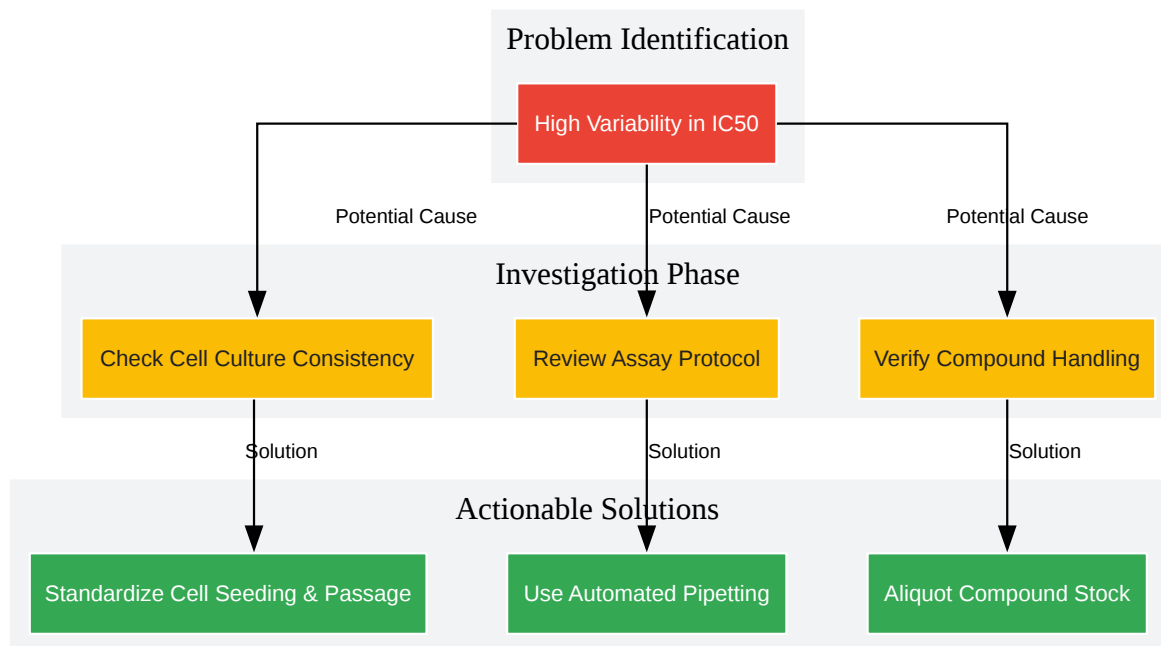 Problem Identification
High Variability in IC50
Potential Cause
Potential Cause
Potential Cause
Investigation Phase
Check Cell Culture Consistency
Review Assay Protocol
Verify Compound Handling
Solution
Solution
Solution
Actionable Solutions
Standardize Cell Seeding & Passage
Use Automated Pipetting
Aliquot Compound Stock